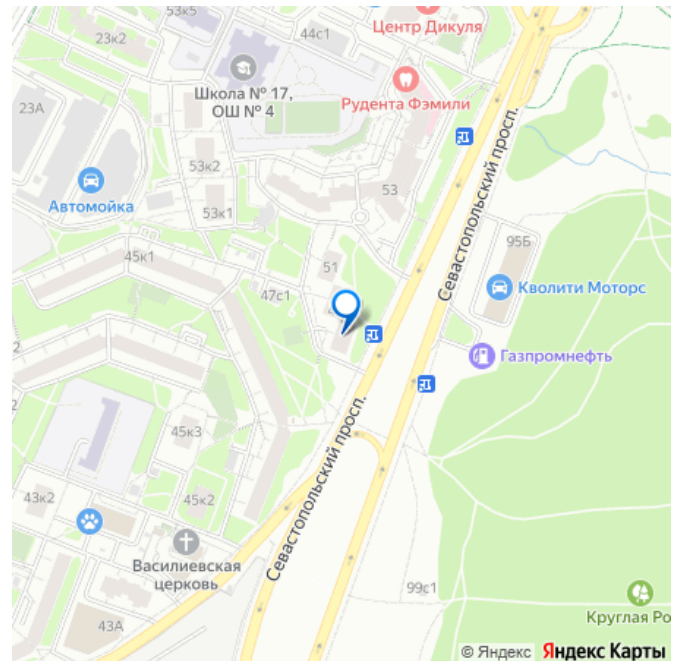 53к5
44с1
Центр Дикуля
23к2
Школа № 17,
ОШ № 4
Рудента Фэмили
23А
53к2
Автомойка
53
53к1
Севастопольский просп.
95Б
45к1
51
47с1
Кволити Моторс
Газпромнефть
Севастопольский просп.
45к3
43к2
45к2
Василиевская
церковь
99с1
43А
Круглая Ро
© Яндекс Яндекс Карты